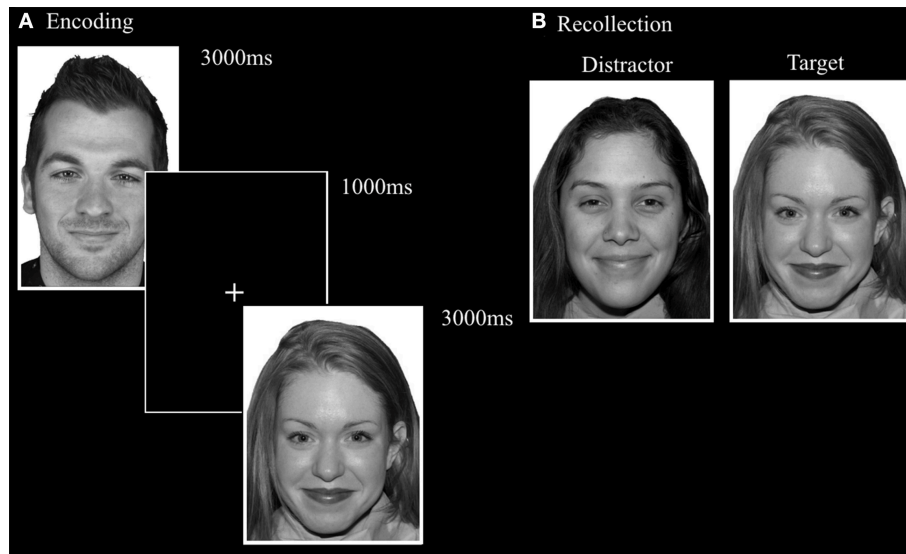 A Encoding
3000ms
1000ms
3000ms
B Recollection
Distractor
Target